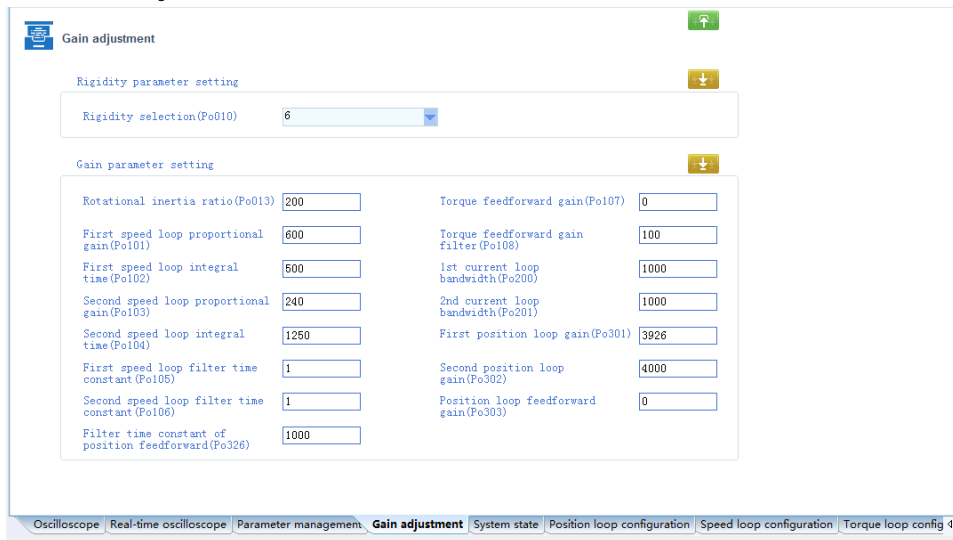 Gain adjustment
Rigidity parameter setting
Rigidity selection(Po010) 6
Gain parameter setting
Rotational inertia ratio(Po013) 200
Torque feedforward gain(Po107) 0
First speed loop proportional
gain(Po101) 600
Torque feedforward gain
filter(Po108) 100
First speed loop integral
time(Po102) 500
1st current loop
bandwidth(Po200) 1000
Second speed loop proportional
gain(Po103) 240
2nd current loop
bandwidth(Po201) 1000
Second speed loop integral
time(Po104) 1250
First position loop gain(Po301) 3926
First speed loop filter time
constant(Po105) 1
Second position loop
gain(Po302) 4000
Second speed loop filter time
constant(Po106) 1
Position loop feedforward
gain(Po303) 0
Filter time constant of
position feedforward(Po326) 1000
Oscilloscope Real-time oscilloscope Parameter management Gain adjustment System state Position loop configuration Speed loop configuration Torque loop config